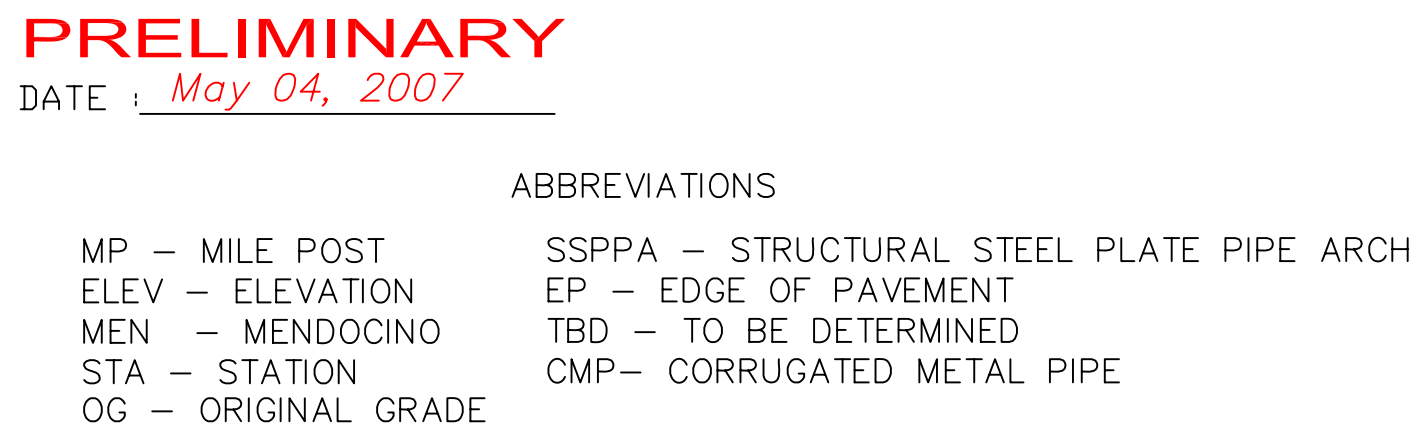 PRELIMINARY
DATE : May 04, 2007
ABBREVIATIONS
MP – MILE POST
ELEV – ELEVATION
MEN – MENDOCINO
STA – STATION
OG – ORIGINAL GRADE
SSPPA – STRUCTURAL STEEL PLATE PIPE ARCH
EP – EDGE OF PAVEMENT
TBD – TO BE DETERMINED
CMP– CORRUGATED METAL PIPE